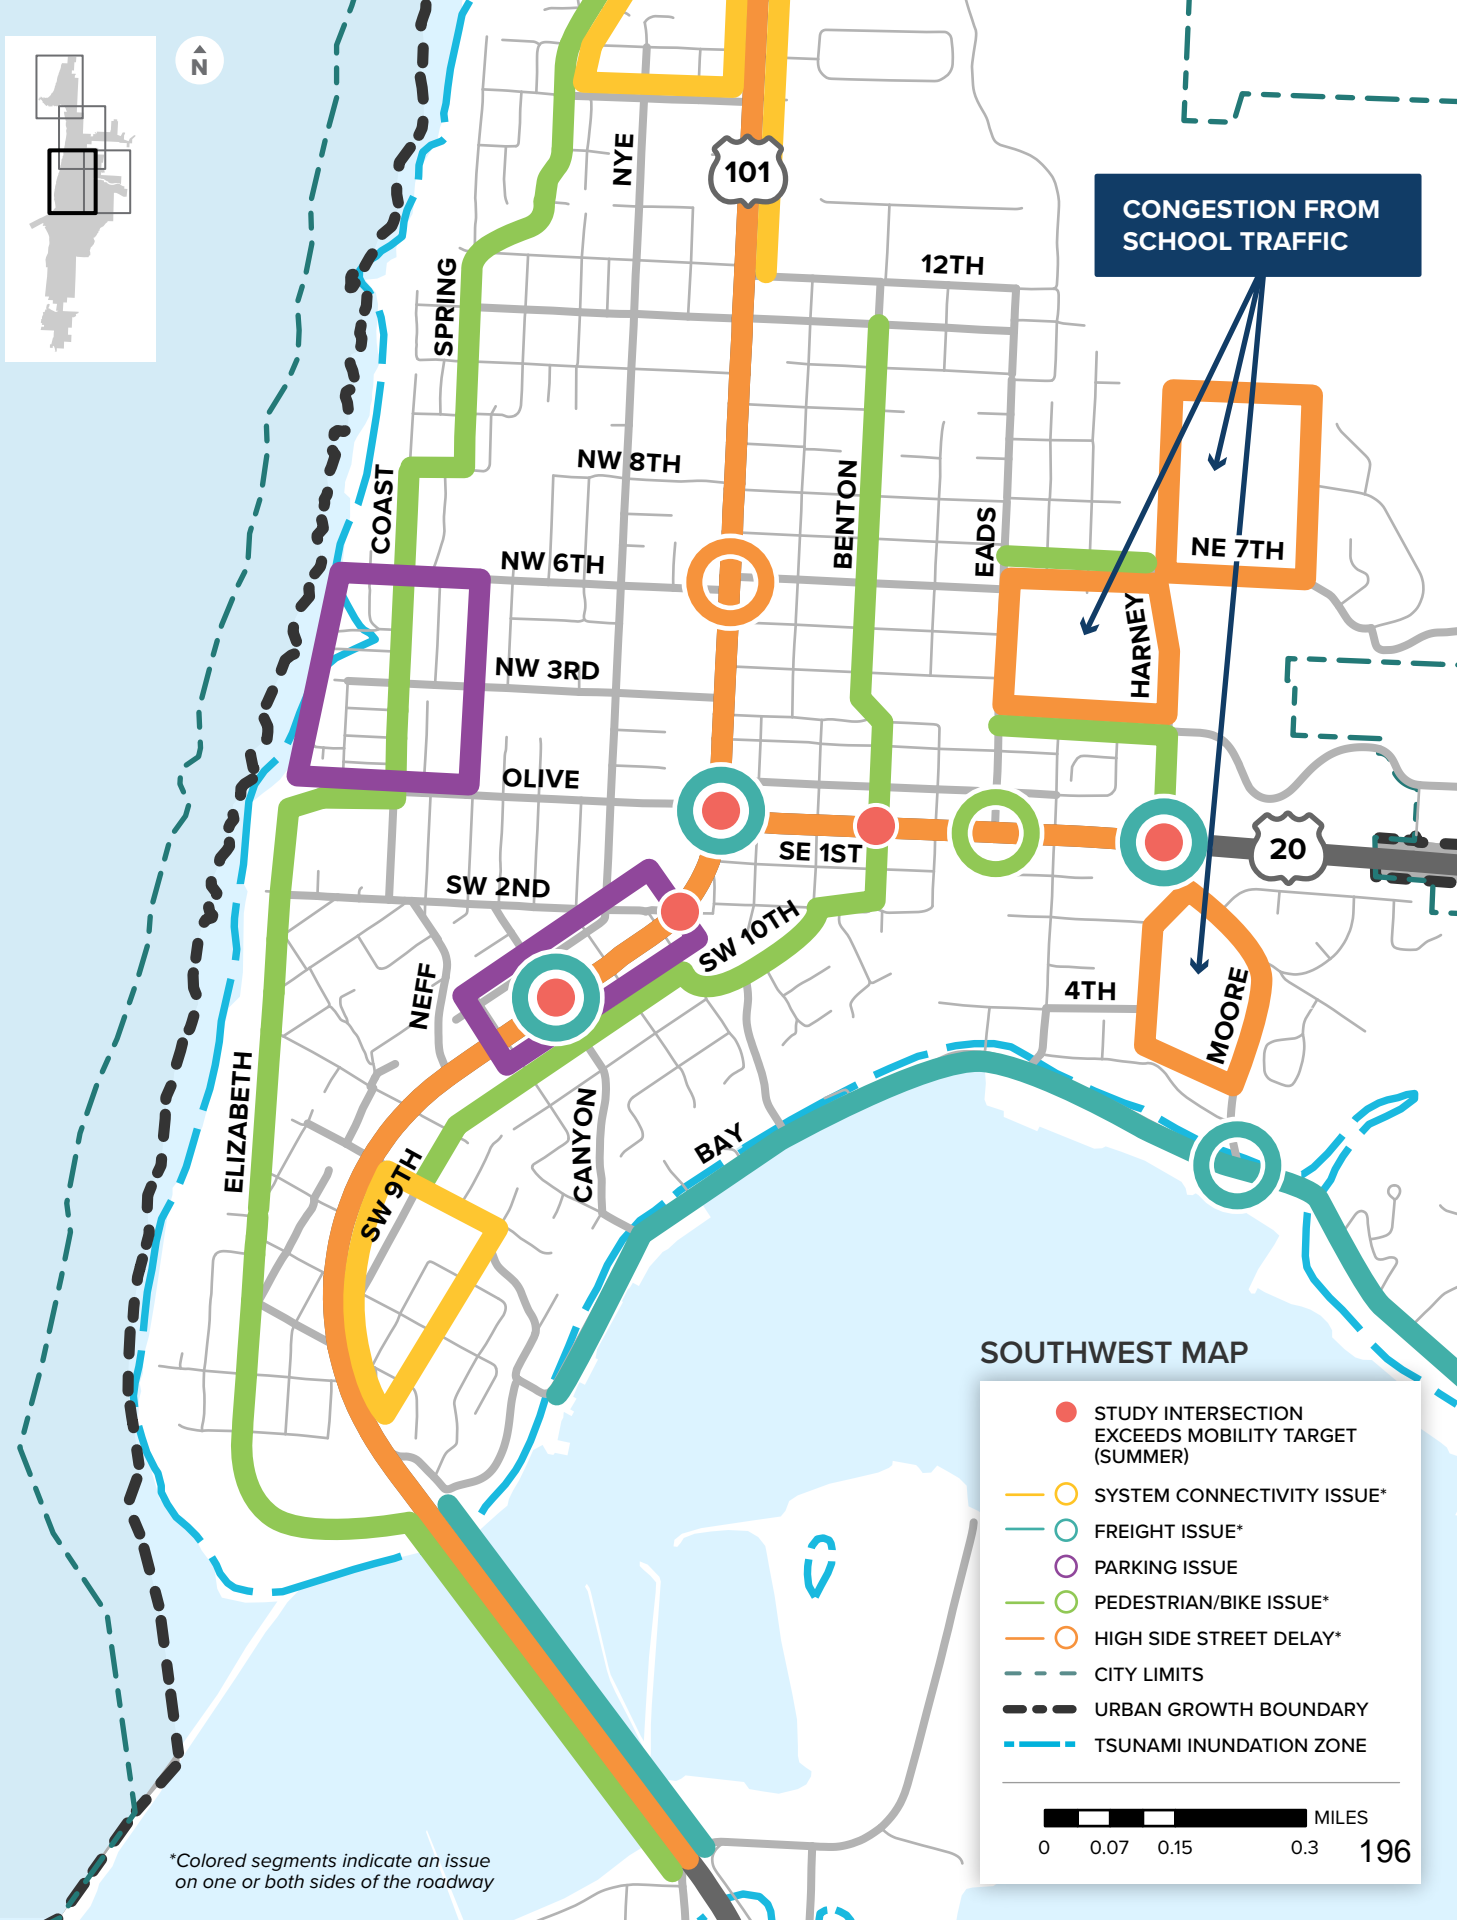 N
NYE
101
CONGESTION FROM
SCHOOL TRAFFIC
12TH
SPRING
NW 8TH
COAST
BENTON
EADS
NE 7TH
NW 6TH
HARNEY
NW 3RD
OLIVE
SE 1ST
20
SW 2ND
SW 10TH
NEFF
4TH
MOORE
ELIZABETH
CANYON
BAY
SW 9TH
SOUTHWEST MAP
STUDY INTERSECTION
EXCEEDS MOBILITY TARGET
(SUMMER)
SYSTEM CONNECTIVITY ISSUE*
FREIGHT ISSUE*
PARKING ISSUE
PEDESTRIAN/BIKE ISSUE*
HIGH SIDE STREET DELAY*
CITY LIMITS
URBAN GROWTH BOUNDARY
TSUNAMI INUNDATION ZONE
MILES
0 0.07 0.15 0.3
196
*Colored segments indicate an issue
on one or both sides of the roadway